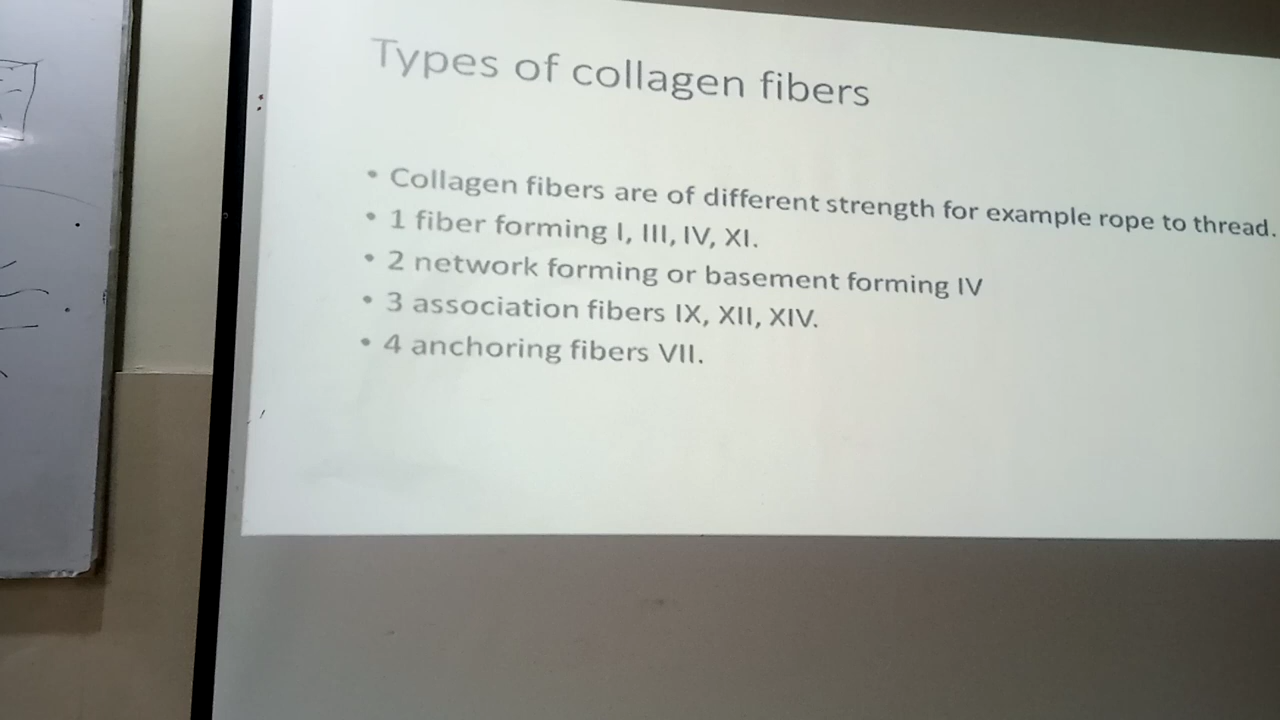 Types of collagen fibers
• Collagen fibers are of different strength for example rope to thread.
• 1 fiber forming I, III, IV, XI.
• 2 network forming or basement forming IV
• 3 association fibers IX, XII, XIV.
• 4 anchoring fibers VII.